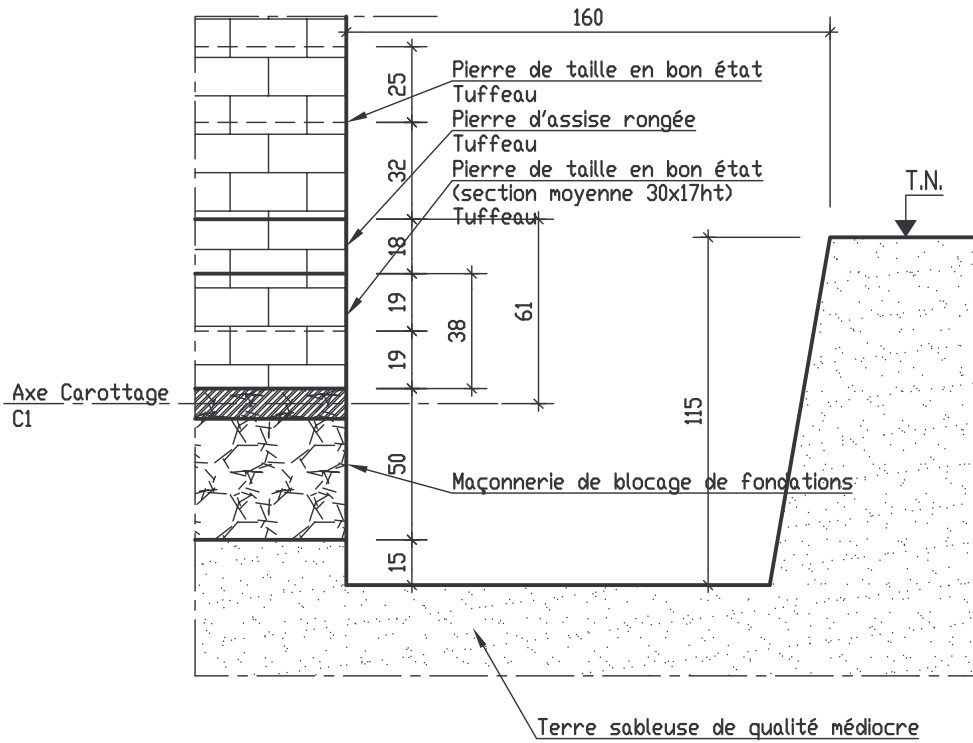 160
Pierre de taille en bon état
Tuffeau
Pierre d'assise rongée
Tuffeau
Pierre de taille en bon état
(section moyenne 30x17ht)
Tuffeau
T.N.
25
32
18
19
19
38
61
115
50
15
Axe Carottage
C1
Maçonnerie de blocage de fondations
Terre sableuse de qualité médiocre